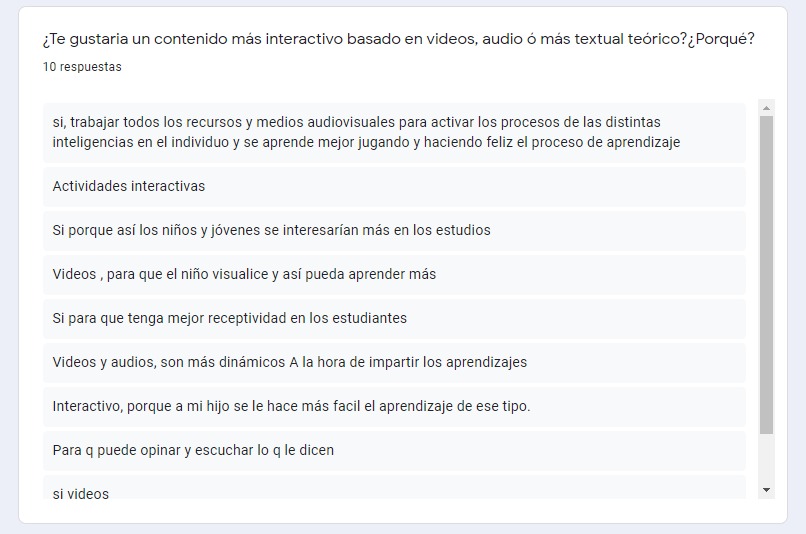 ¿Te gustaria un contenido más interactivo basado en videos, audio ó más textual teórico?¿Porqué?
10 respuestas
si, trabajar todos los recursos y medios audiovisuales para activar los procesos de las distintas
inteligencias en el individuo y se aprende mejor jugando y haciendo feliz el proceso de aprendizaje
Actividades interactivas
Si porque así los niños y jóvenes se interesarían más en los estudios
Videos , para que el niño visualice y así pueda aprender más
Si para que tenga mejor receptividad en los estudiantes
Videos y audios, son más dinámicos A la hora de impartir los aprendizajes
Interactivo, porque a mi hijo se le hace más facil el aprendizaje de ese tipo.
Para q puede opinar y escuchar lo q le dicen
si videos